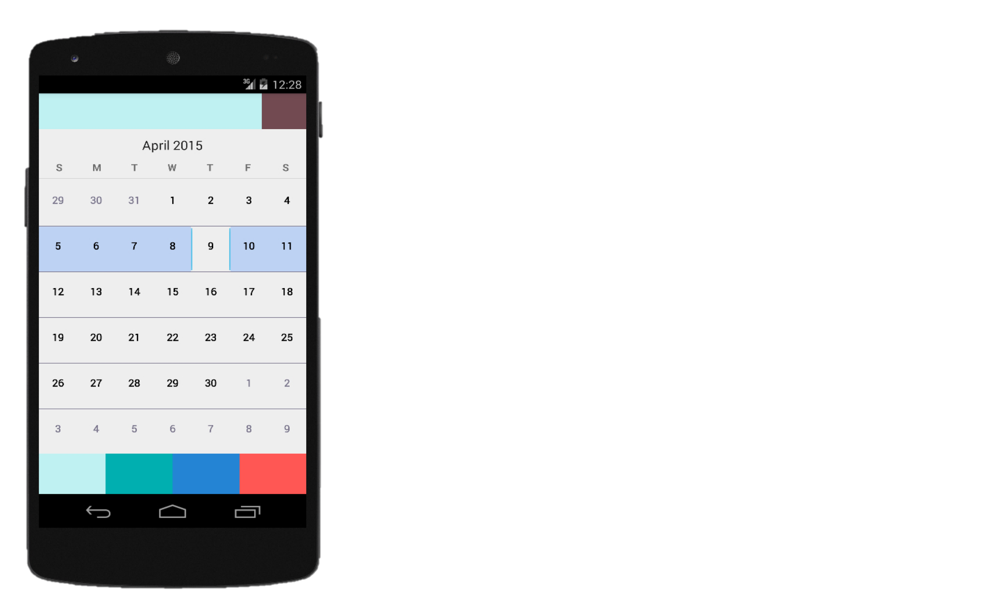 3G 12:28
April 2015
S M T W T F S
29 30 31 1 2 3 4
5 6 7 8 9 10 11
12 13 14 15 16 17 18
19 20 21 22 23 24 25
26 27 28 29 30 1 2
3 4 5 6 7 8 9